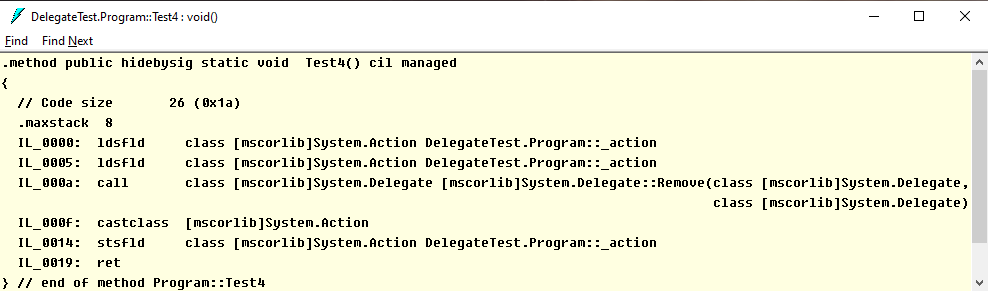 DelegateTest.Program::Test4 : void()
Find Find Next
.method public hidebysig static void  Test4() cil managed
{
  // Code size       26 (0x1a)
  .maxstack  8
  IL_0000:  ldsfld     class [mscorlib]System.Action DelegateTest.Program::_action
  IL_0005:  ldsfld     class [mscorlib]System.Action DelegateTest.Program::_action
  IL_000a:  call       class [mscorlib]System.Delegate [mscorlib]System.Delegate::Remove(class [mscorlib]System.Delegate,
                                                                                         class [mscorlib]System.Delegate)
  IL_000f:  castclass  [mscorlib]System.Action
  IL_0014:  stsfld     class [mscorlib]System.Action DelegateTest.Program::_action
  IL_0019:  ret
} // end of method Program::Test4